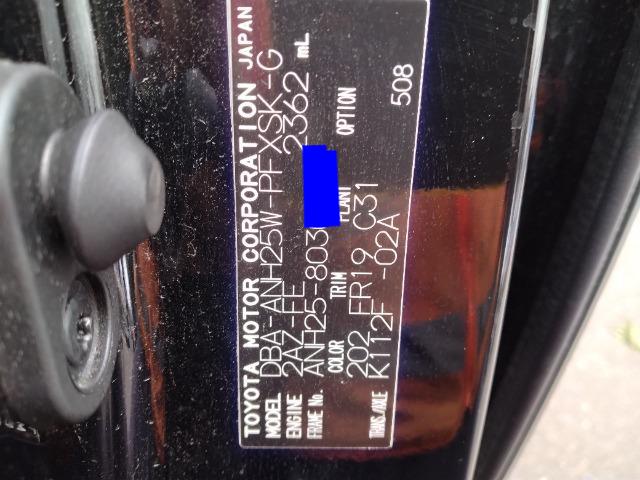 TOYOTA MOTOR CORPORATION JAPAN
MODEL DBA-ANH25W-PFXSK-G
ENGINE 2AZ-FE 2362 mL
FRAME No. ANH25-803
COLOR TRIM PLANT OPTION
202 FR19 C31
TRANS/AXLE K112F -02A 508